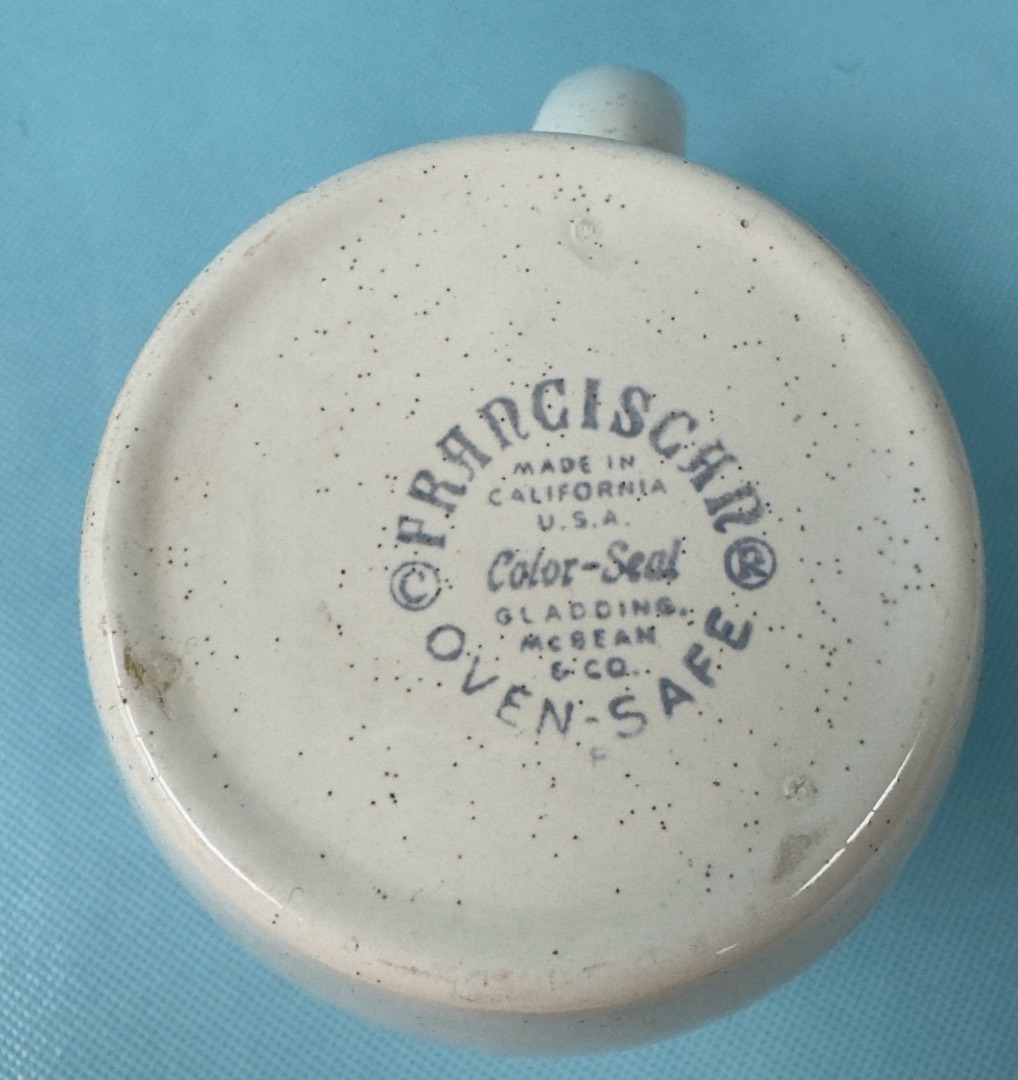 © FRANCISCAN ®
MADE IN
CALIFORNIA
U.S.A.
Color-Seal
GLADDING,
McBEAN
& CO.
OVEN-SAFE
F